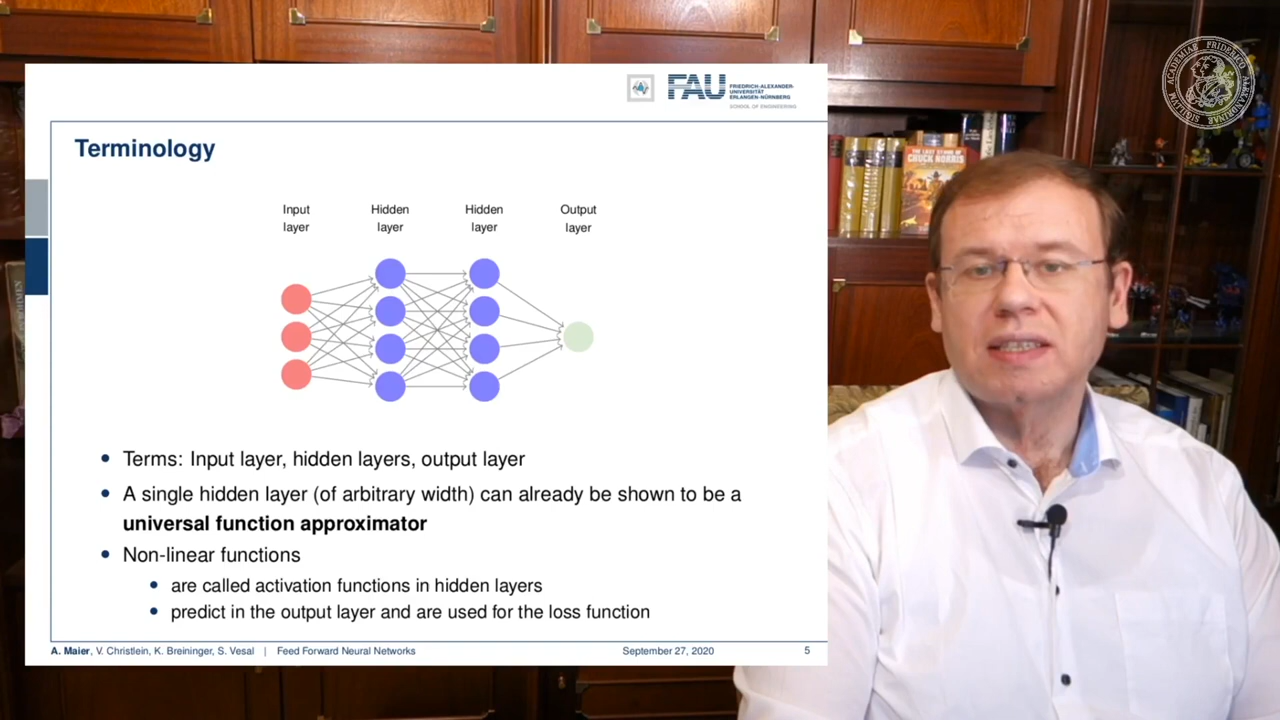 FAU
FRIEDRICH-ALEXANDER-
UNIVERSITÄT
ERLANGEN-NÜRNBERG
SCHOOL OF ENGINEERING
Terminology
Input
layer
Hidden
layer
Hidden
layer
Output
layer
• Terms: Input layer, hidden layers, output layer
• A single hidden layer (of arbitrary width) can already be shown to be a
universal function approximator
• Non-linear functions
• are called activation functions in hidden layers
• predict in the output layer and are used for the loss function
A. Maier, V. Christlein, K. Breininger, S. Vesal | Feed Forward Neural Networks
September 27, 2020
5
CHUCK NORRIS